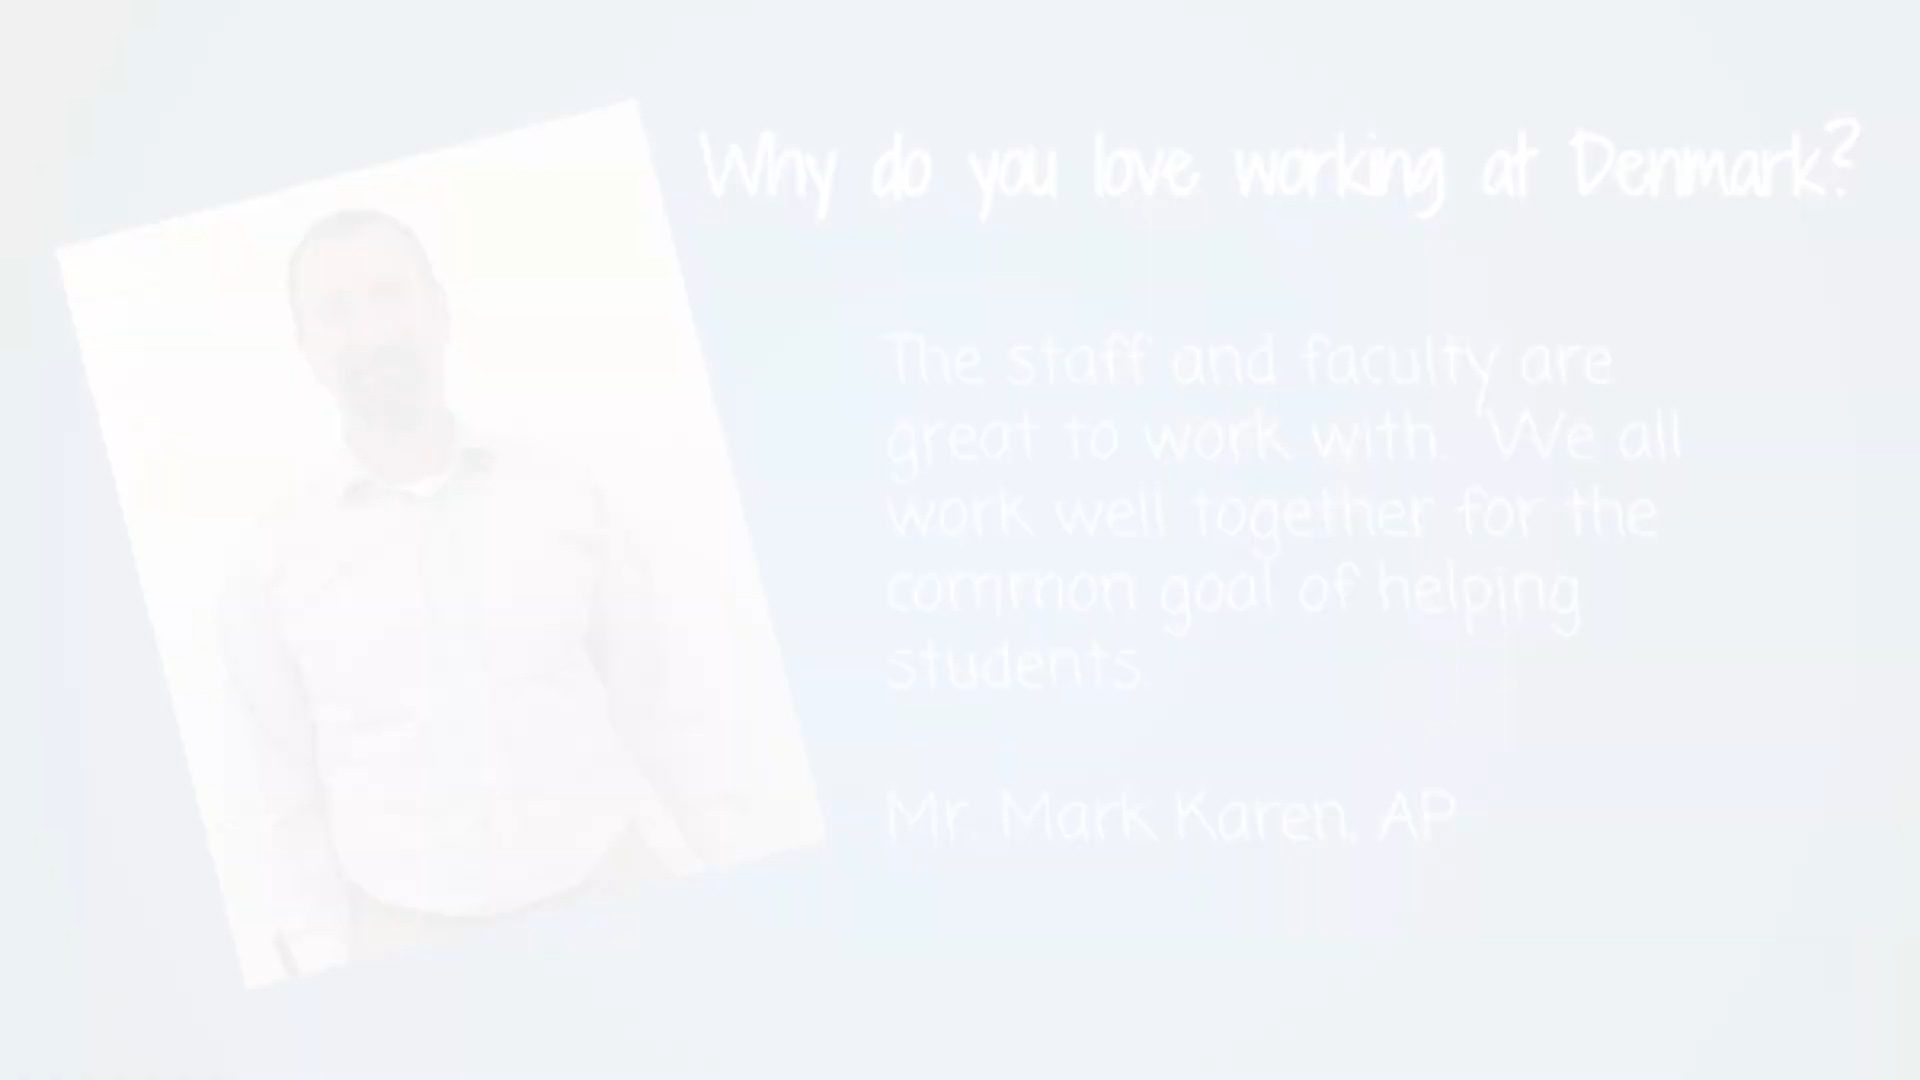 Why do you love working at Denmark?
The staff and faculty are
great to work with. We all
work well together for the
common goal of helping
students.
Mr. Mark Karen, AP